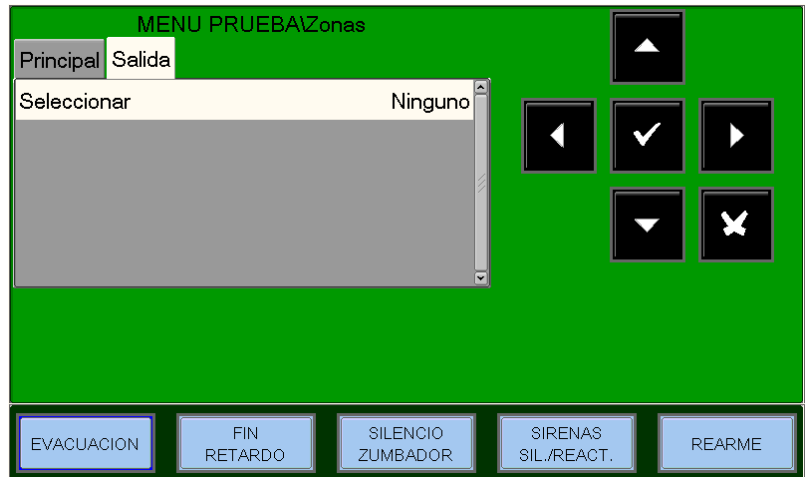 MENU PRUEBA\Zonas
Principal Salida
Seleccionar Ninguno
EVACUACION
FIN
RETARDO
SILENCIO
ZUMBADOR
SIRENAS
SIL./REACT.
REARME